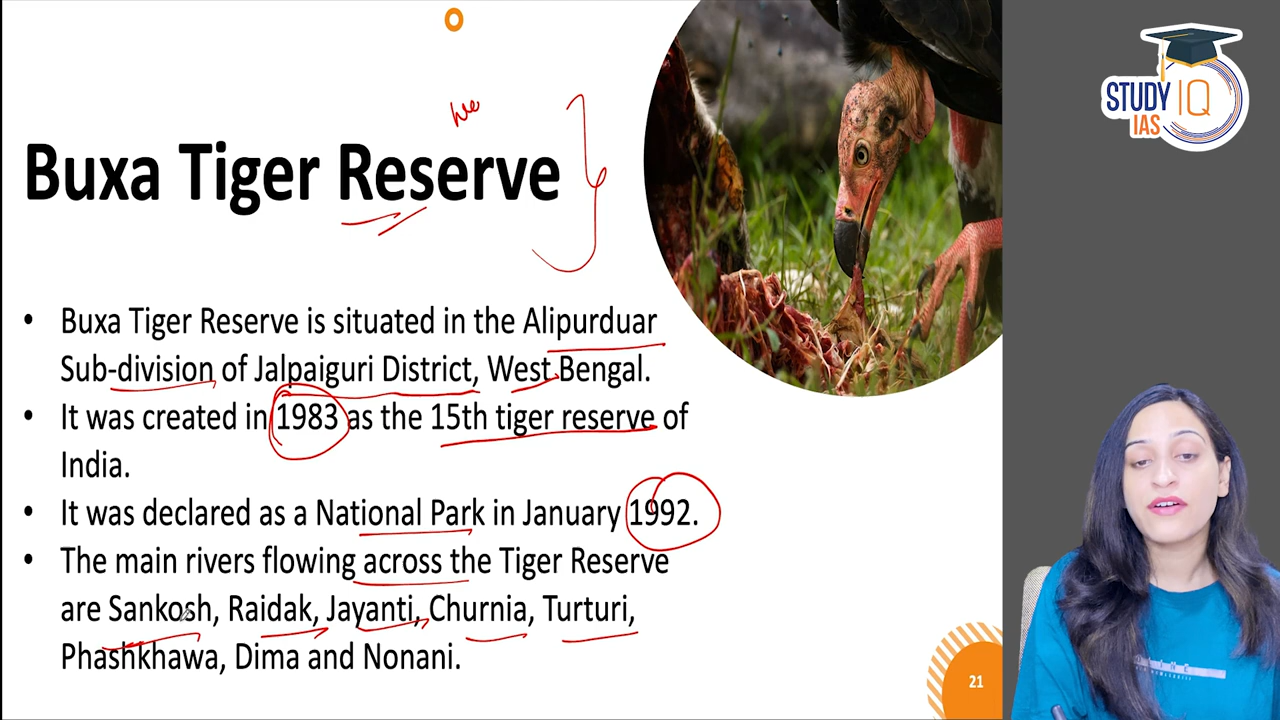 STUDY IQ
IAS
Buxa Tiger Reserve
• Buxa Tiger Reserve is situated in the Alipurduar
Sub-division of Jalpaiguri District, West Bengal.
• It was created in 1983 as the 15th tiger reserve of
India.
• It was declared as a National Park in January 1992.
• The main rivers flowing across the Tiger Reserve
are Sankosh, Raidak, Jayanti, Churnia, Turturi,
Phashkhawa, Dima and Nonani.
21